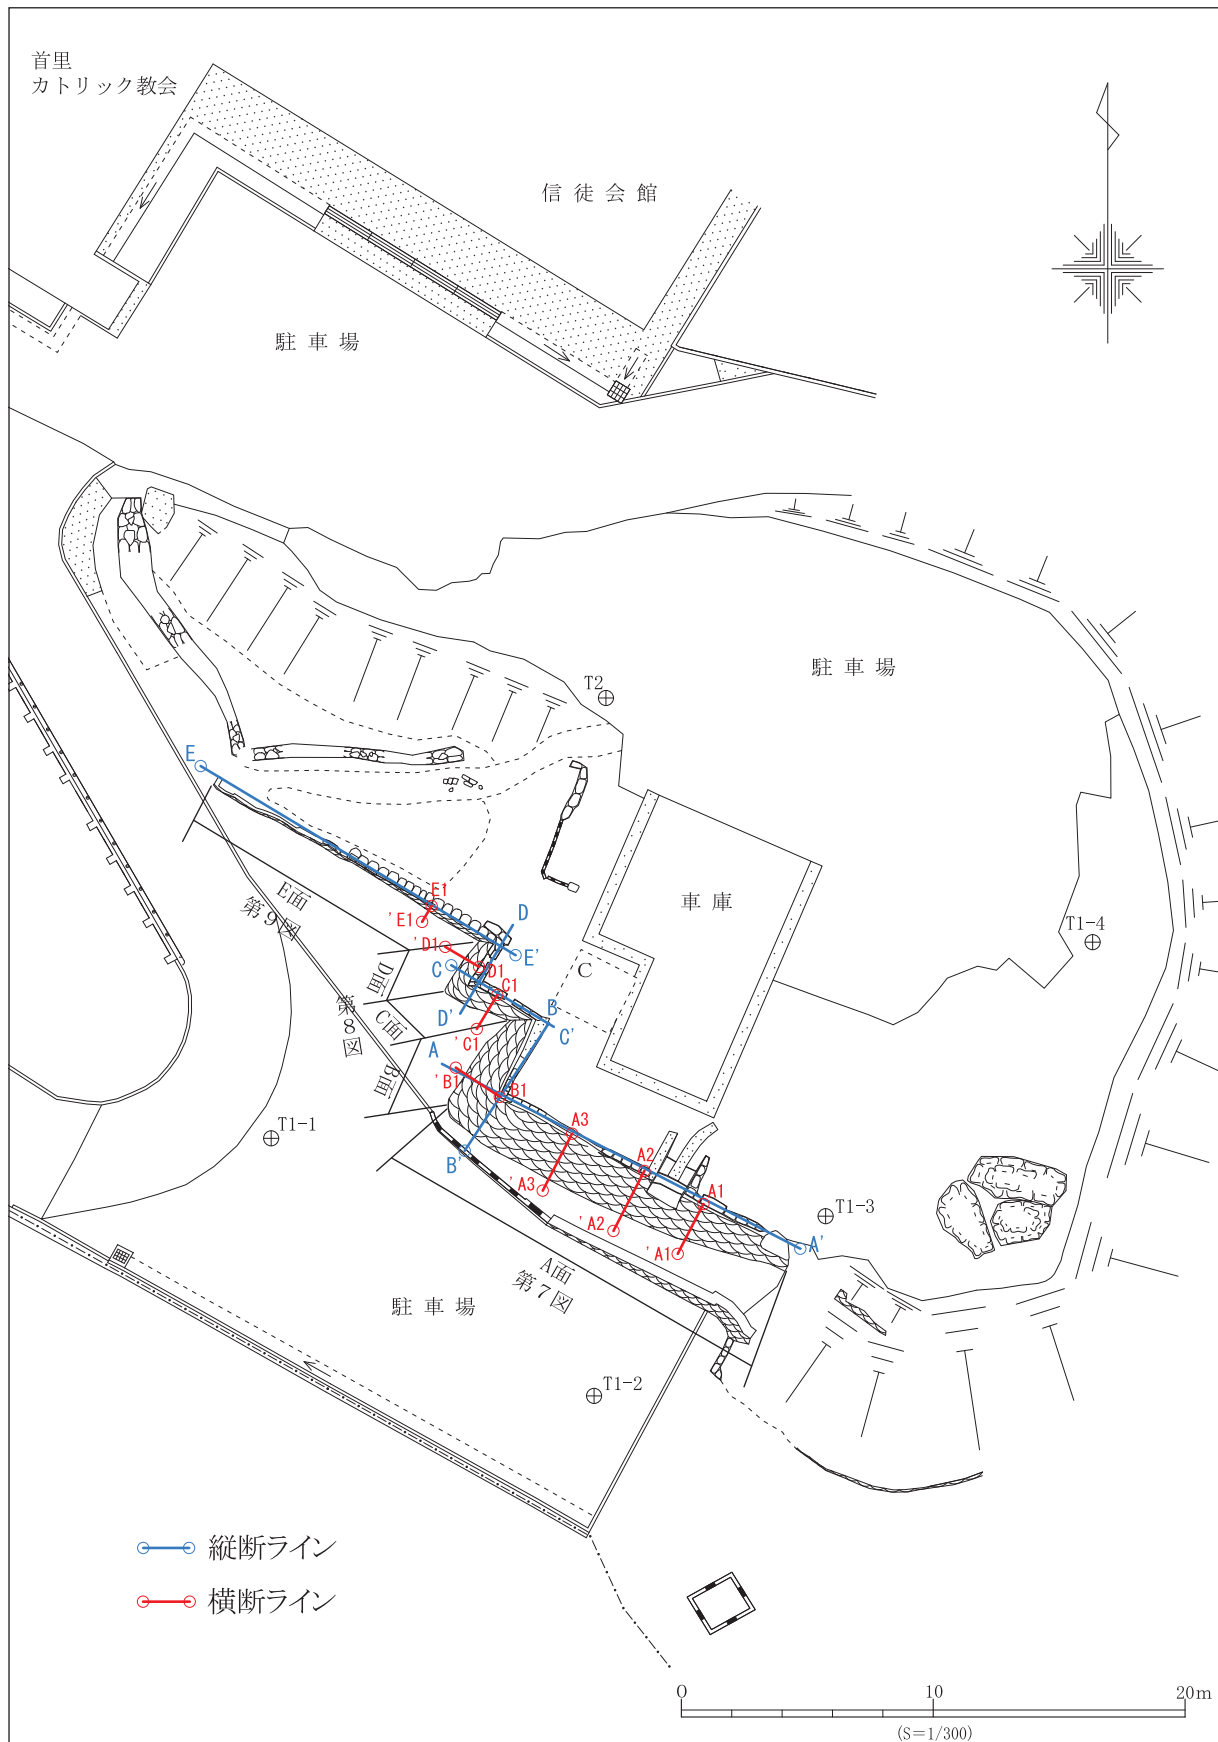 首里
カトリック教会
信徒会館
駐車場
駐車場
T2
E
車庫
T1-4
E1
'E1
D
E面
第9図
'D1
E'
C
D1
C
D面
C1
B
D'
C'
C面
第8図
'C1
A
'B1
B面
B1
A3
T1-1
B'
A2
'A3
A1
T1-3
'A2
A'
'A1
A面
第7図
駐車場
T1-2
縦断ライン
横断ライン
0 10 20m
(S=1/300)